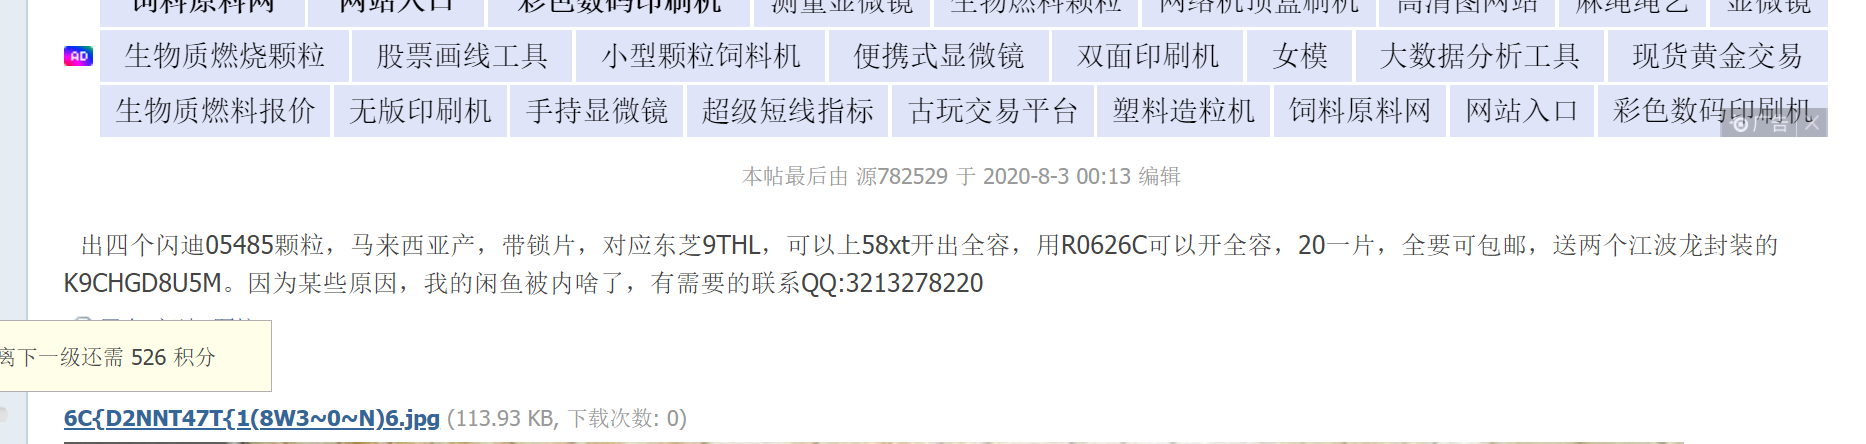 饲料原料网 网站入口 彩色数码印刷机 测量显微镜 生物燃料颗粒 网络机顶盒刷机 高清图网站 麻绳绳艺 显微镜
AD 生物质燃烧颗粒 股票画线工具 小型颗粒饲料机 便携式显微镜 双面印刷机 女模 大数据分析工具 现货黄金交易
生物质燃料报价 无版印刷机 手持显微镜 超级短线指标 古玩交易平台 塑料造粒机 饲料原料网 网站入口 彩色数码印刷机
广告
本帖最后由 源782529 于 2020-8-3 00:13 编辑
出四个闪迪05485颗粒，马来西亚产，带锁片，对应东芝9THL，可以上58xt开出全容，用R0626C可以开全容，20一片，全要可包邮，送两个江波龙封装的
K9CHGD8U5M。因为某些原因，我的闲鱼被内啥了，有需要的联系QQ:3213278220
离下一级还需 526 积分
6C{D2NNT47T{1(8W3~0~N)6.jpg (113.93 KB, 下载次数: 0)